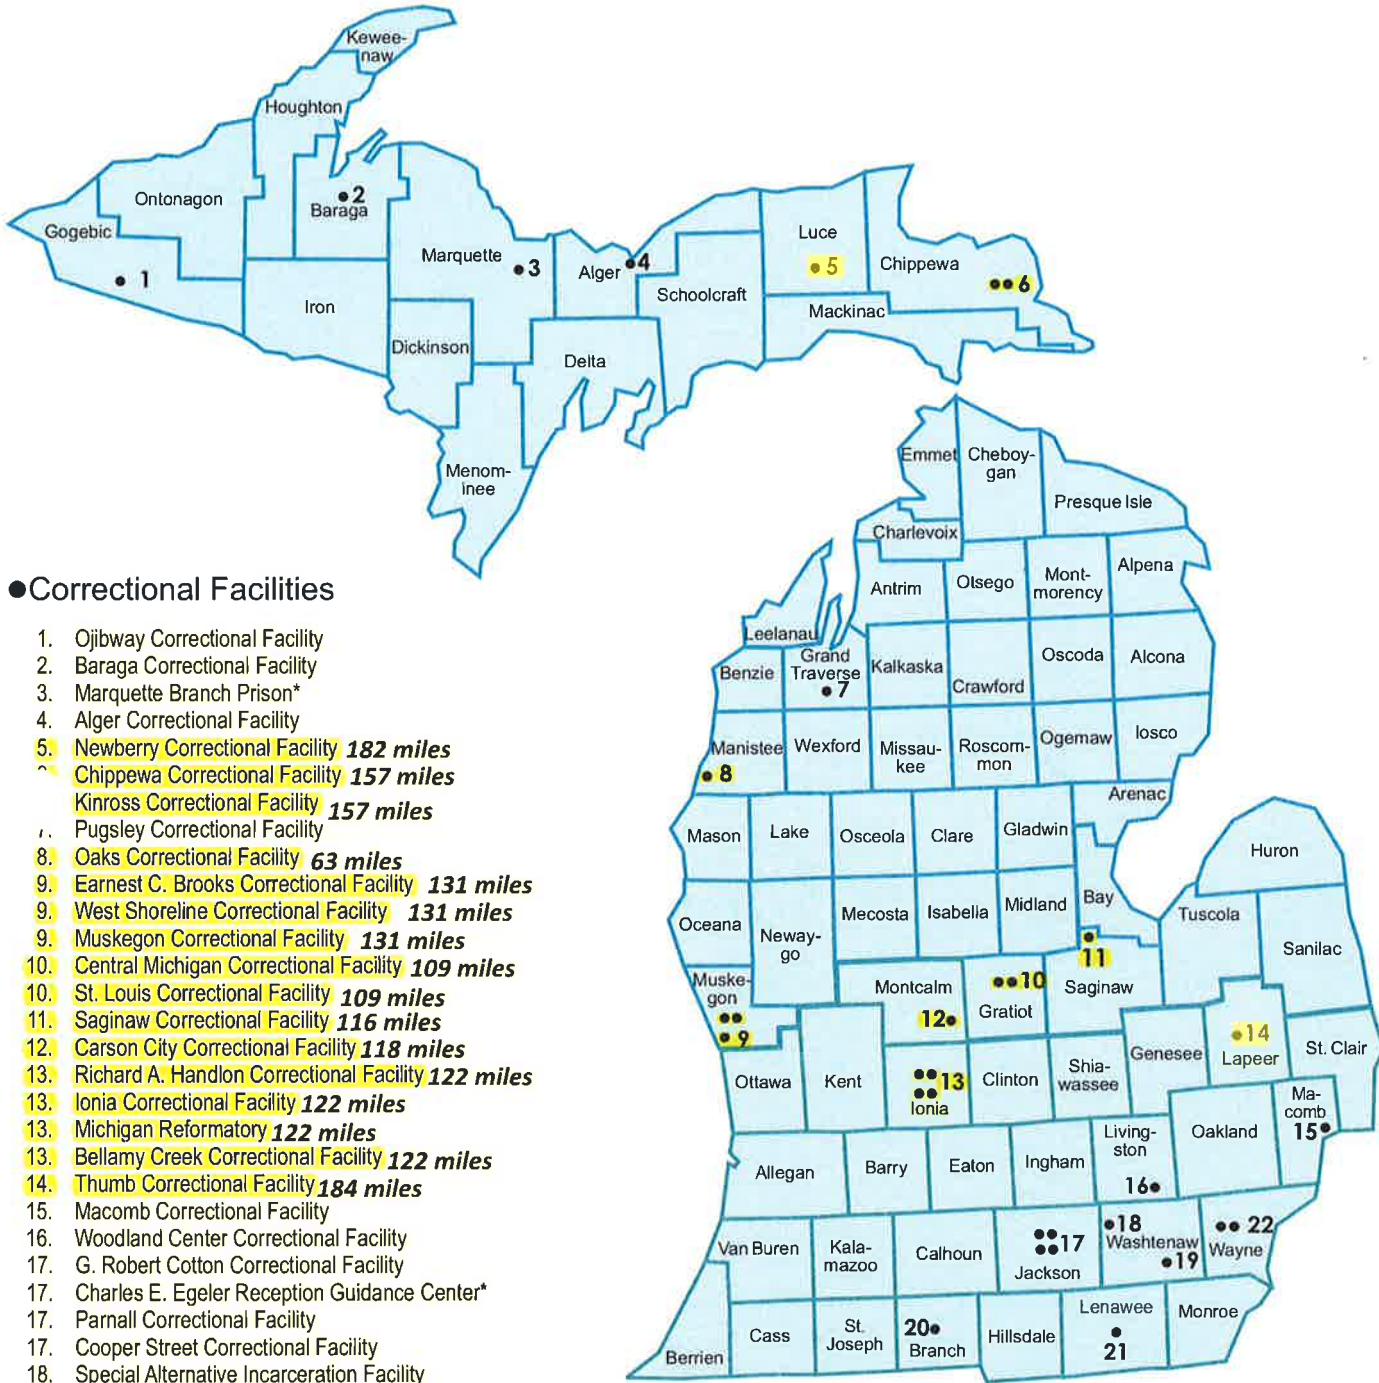 Kewee-
naw
Houghton
Ontonagon
Gogebic
1
2
Baraga
Marquette
3
Alger
4
Luce
5
Chippewa
6
Iron
Schoolcraft
Mackinac
Dickinson
Delta
Menom-
inee
Emmet
Cheboy-
gan
Presque Isle
Charlevoix
Antrim
Otsego
Mont-
morency
Alpena
Leelanau
Benzie
Grand
Traverse
7
Kalkaska
Crawford
Oscoda
Alcona
Manistee
8
Wexford
Missau-
kee
Roscom-
mon
Ogemaw
Iosco
Arenac
Mason
Lake
Osceola
Clare
Gladwin
Huron
Oceana
Neway-
go
Mecosta
Isabella
Midland
Bay
Tuscola
Sanilac
Muske-
gon
9
Montcalm
12
10
Gratiot
11
Saginaw
Genesee
14
Lapeer
St. Clair
Ottawa
Kent
13
Ionia
Clinton
Shia-
wassee
Ma-
comb
15
Oakland
Living-
ston
16
Allegan
Barry
Eaton
Ingham
Van Buren
Kala-
mazoo
Calhoun
17
Jackson
18
Washtenaw
19
22
Wayne
Berrien
Cass
St.
Joseph
20
Branch
Hillsdale
Lenawee
21
Monroe
●Correctional Facilities
1. Ojibway Correctional Facility
2. Baraga Correctional Facility
3. Marquette Branch Prison*
4. Alger Correctional Facility
5. Newberry Correctional Facility 182 miles
Chippewa Correctional Facility 157 miles
Kinross Correctional Facility 157 miles
Pugsley Correctional Facility
8. Oaks Correctional Facility 63 miles
9. Earnest C. Brooks Correctional Facility 131 miles
9. West Shoreline Correctional Facility 131 miles
9. Muskegon Correctional Facility 131 miles
10. Central Michigan Correctional Facility 109 miles
10. St. Louis Correctional Facility 109 miles
11. Saginaw Correctional Facility 116 miles
12. Carson City Correctional Facility 118 miles
13. Richard A. Handlon Correctional Facility 122 miles
13. Ionia Correctional Facility 122 miles
13. Michigan Reformatory 122 miles
13. Bellamy Creek Correctional Facility 122 miles
14. Thumb Correctional Facility 184 miles
15. Macomb Correctional Facility
16. Woodland Center Correctional Facility
17. G. Robert Cotton Correctional Facility
17. Charles E. Egeler Reception Guidance Center*
17. Parnall Correctional Facility
17. Cooper Street Correctional Facility
18. Special Alternative Incarceration Facility